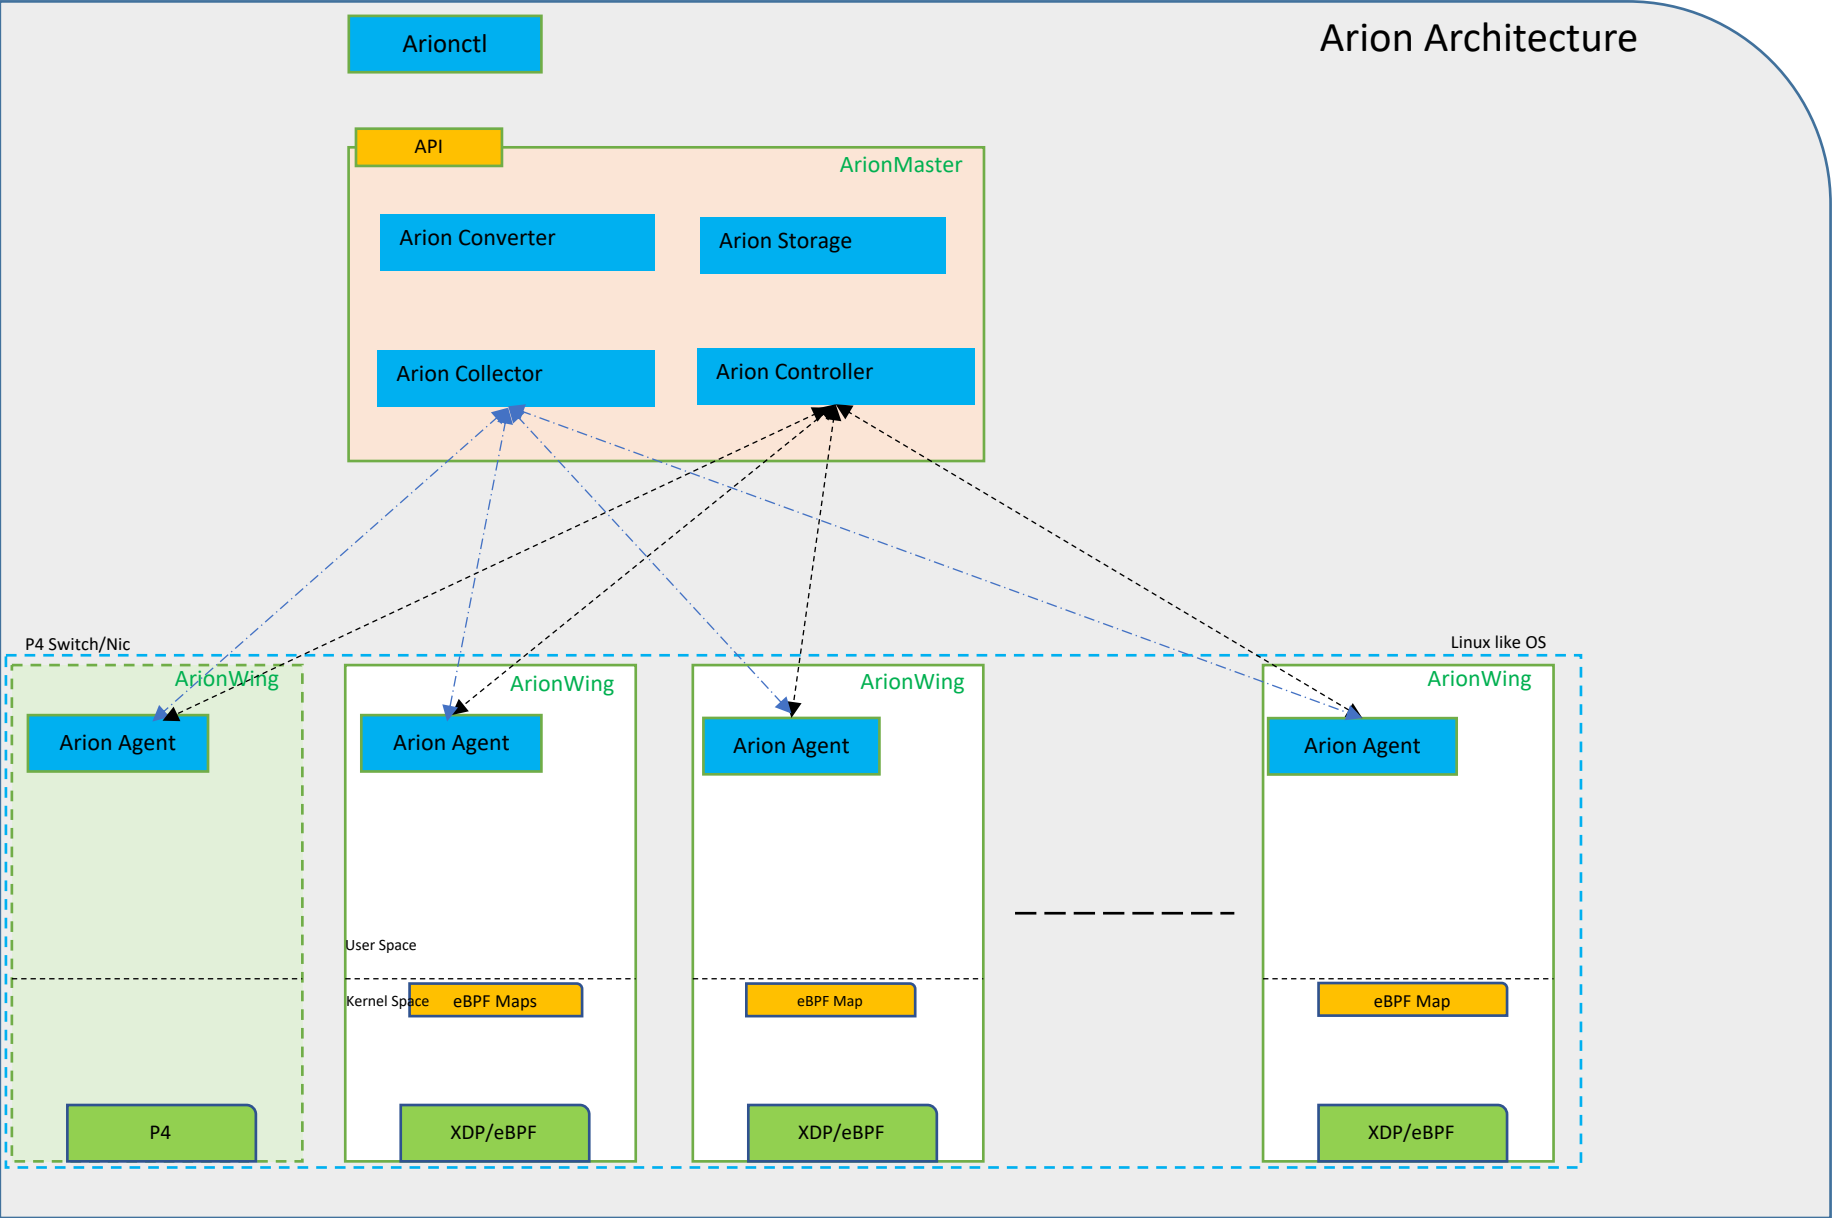 Arionctl
Arion Architecture
API
ArionMaster
Arion Converter
Arion Storage
Arion Collector
Arion Controller
P4 Switch/Nic
Linux like OS
ArionWing
ArionWing
ArionWing
ArionWing
Arion Agent
Arion Agent
Arion Agent
Arion Agent
User Space
Kernel Space
eBPF Maps
eBPF Map
eBPF Map
P4
XDP/eBPF
XDP/eBPF
XDP/eBPF